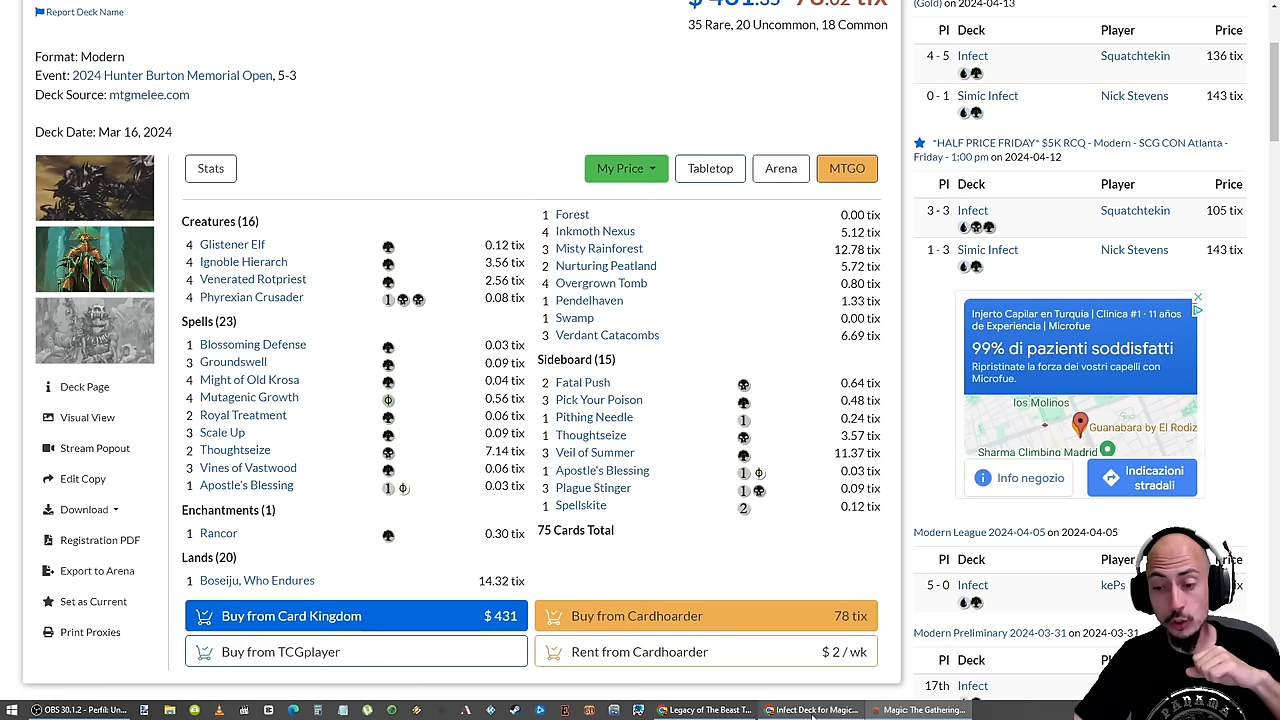 Report Deck Name
35 Rare, 20 Uncommon, 18 Common
Format: Modern
Event: 2024 Hunter Burton Memorial Open, 5-3
Deck Source: mtgmelee.com
Deck Date: Mar 16, 2024
Stats
My Price
Tabletop
Arena
MTGO
Creatures (16)
4 Glistener Elf 0.12 tix
4 Ignoble Hierarch 3.56 tix
4 Venerated Rotpriest 2.56 tix
4 Phyrexian Crusader 1 0.08 tix
Spells (23)
1 Blossoming Defense 0.03 tix
3 Groundswell 0.09 tix
4 Might of Old Krosa 0.04 tix
4 Mutagenic Growth 0.56 tix
2 Royal Treatment 0.06 tix
3 Scale Up 0.09 tix
2 Thoughtseize 7.14 tix
3 Vines of Vastwood 0.06 tix
1 Apostle's Blessing 1 0.03 tix
Enchantments (1)
1 Rancor 0.30 tix
Lands (20)
1 Boseiju, Who Endures 14.32 tix
1 Forest 0.00 tix
4 Inkmoth Nexus 5.12 tix
3 Misty Rainforest 12.78 tix
2 Nurturing Peatland 5.72 tix
4 Overgrown Tomb 0.80 tix
1 Pendelhaven 1.33 tix
1 Swamp 0.00 tix
3 Verdant Catacombs 6.69 tix
Sideboard (15)
2 Fatal Push 0.64 tix
3 Pick Your Poison 0.48 tix
1 Pithing Needle 1 0.24 tix
1 Thoughtseize 3.57 tix
3 Veil of Summer 11.37 tix
1 Apostle's Blessing 1 0.03 tix
3 Plague Stinger 1 0.09 tix
1 Spellskite 2 0.12 tix
75 Cards Total
Deck Page
Visual View
Stream Popout
Edit Copy
Download
Registration PDF
Export to Arena
Set as Current
Print Proxies
Buy from Card Kingdom $ 431
Buy from Cardhoarder 78 tix
Buy from TCGplayer
Rent from Cardhoarder $ 2 / wk
(Gold) on 2024-04-13
Pl Deck Player Price
4 - 5 Infect Squatchtekin 136 tix
0 - 1 Simic Infect Nick Stevens 143 tix
*HALF PRICE FRIDAY* $5K RCQ - Modern - SCG CON Atlanta -
Friday - 1:00 pm on 2024-04-12
Pl Deck Player Price
3 - 3 Infect Squatchtekin 105 tix
1 - 3 Simic Infect Nick Stevens 143 tix
Injerto Capilar en Turquia | Clinica #1 · 11 años
de Experiencia | Microfue
99% di pazienti soddisfatti
Ripristinate la forza dei vostri capelli con
Microfue.
los Molinos
Guanabara by El Rodiz
Sharma Climbing Madrid
Info negozio
Indicazioni
stradali
Modern League 2024-04-05 on 2024-04-05
Pl Deck Player Price
5 - 0 Infect kePs
Modern Preliminary 2024-03-31 on 2024-03-31
Pl Deck
17th Infect
OBS 30.1.2 - Perfil: Un...
Legacy of The Beast T...
Infect Deck for Magic...
Magic: The Gathering...